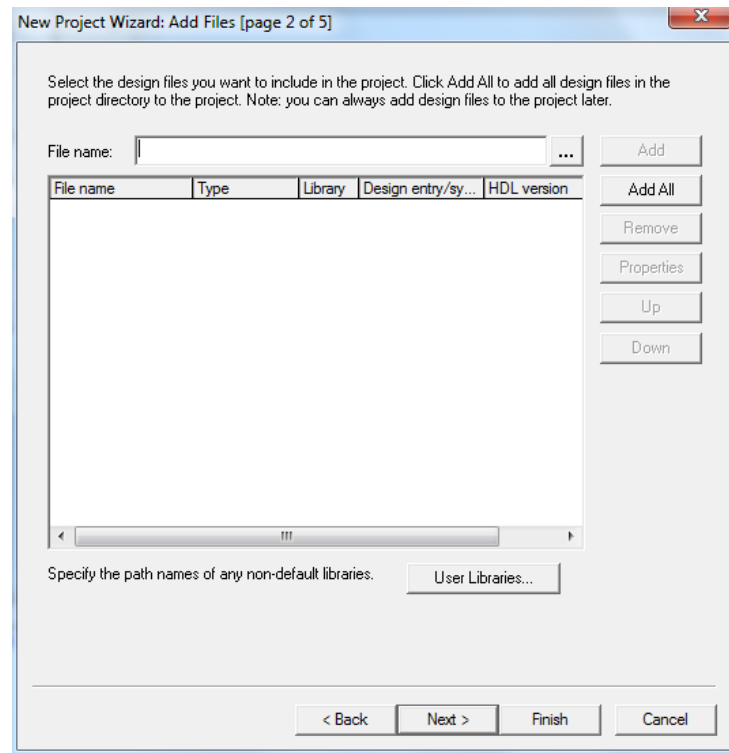 New Project Wizard: Add Files [page 2 of 5]
Select the design files you want to include in the project. Click Add All to add all design files in the
project directory to the project. Note: you can always add design files to the project later.
File name: ... Add
File name Type Library Design entry/sy... HDL version Add All
Remove
Properties
Up
Down
Specify the path names of any non-default libraries. User Libraries...
< Back Next > Finish Cancel